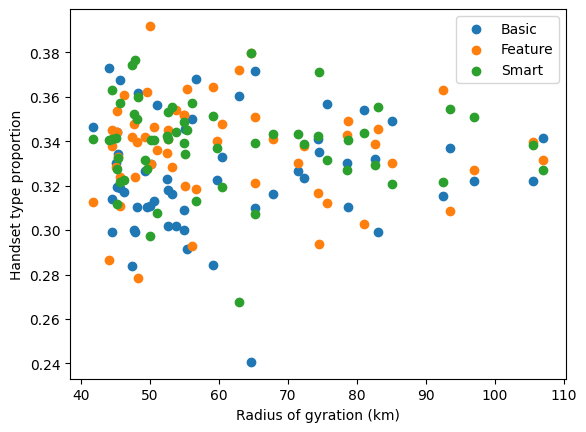 Basic
Feature
Smart
0.38
0.36
0.34
0.32
0.30
0.28
0.26
0.24
Handset type proportion
40 50 60 70 80 90 100 110
Radius of gyration (km)